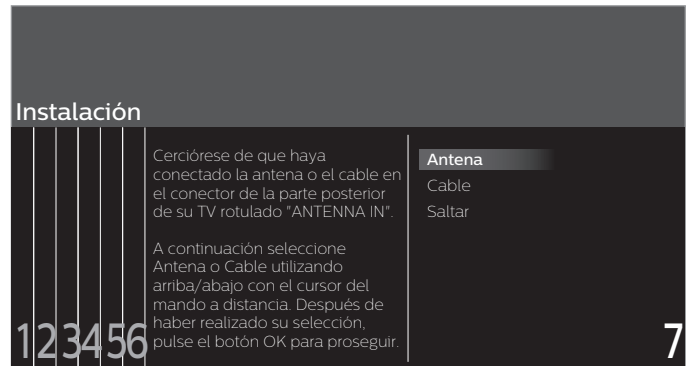 Instalación
Cerciórese de que haya
conectado la antena o el cable en
el conector de la parte posterior
de su TV rotulado "ANTENNA IN".
A continuación seleccione
Antena o Cable utilizando
arriba/abajo con el cursor del
mando a distancia. Después de
haber realizado su selección,
pulse el botón OK para proseguir.
Antena
Cable
Saltar
123456
7